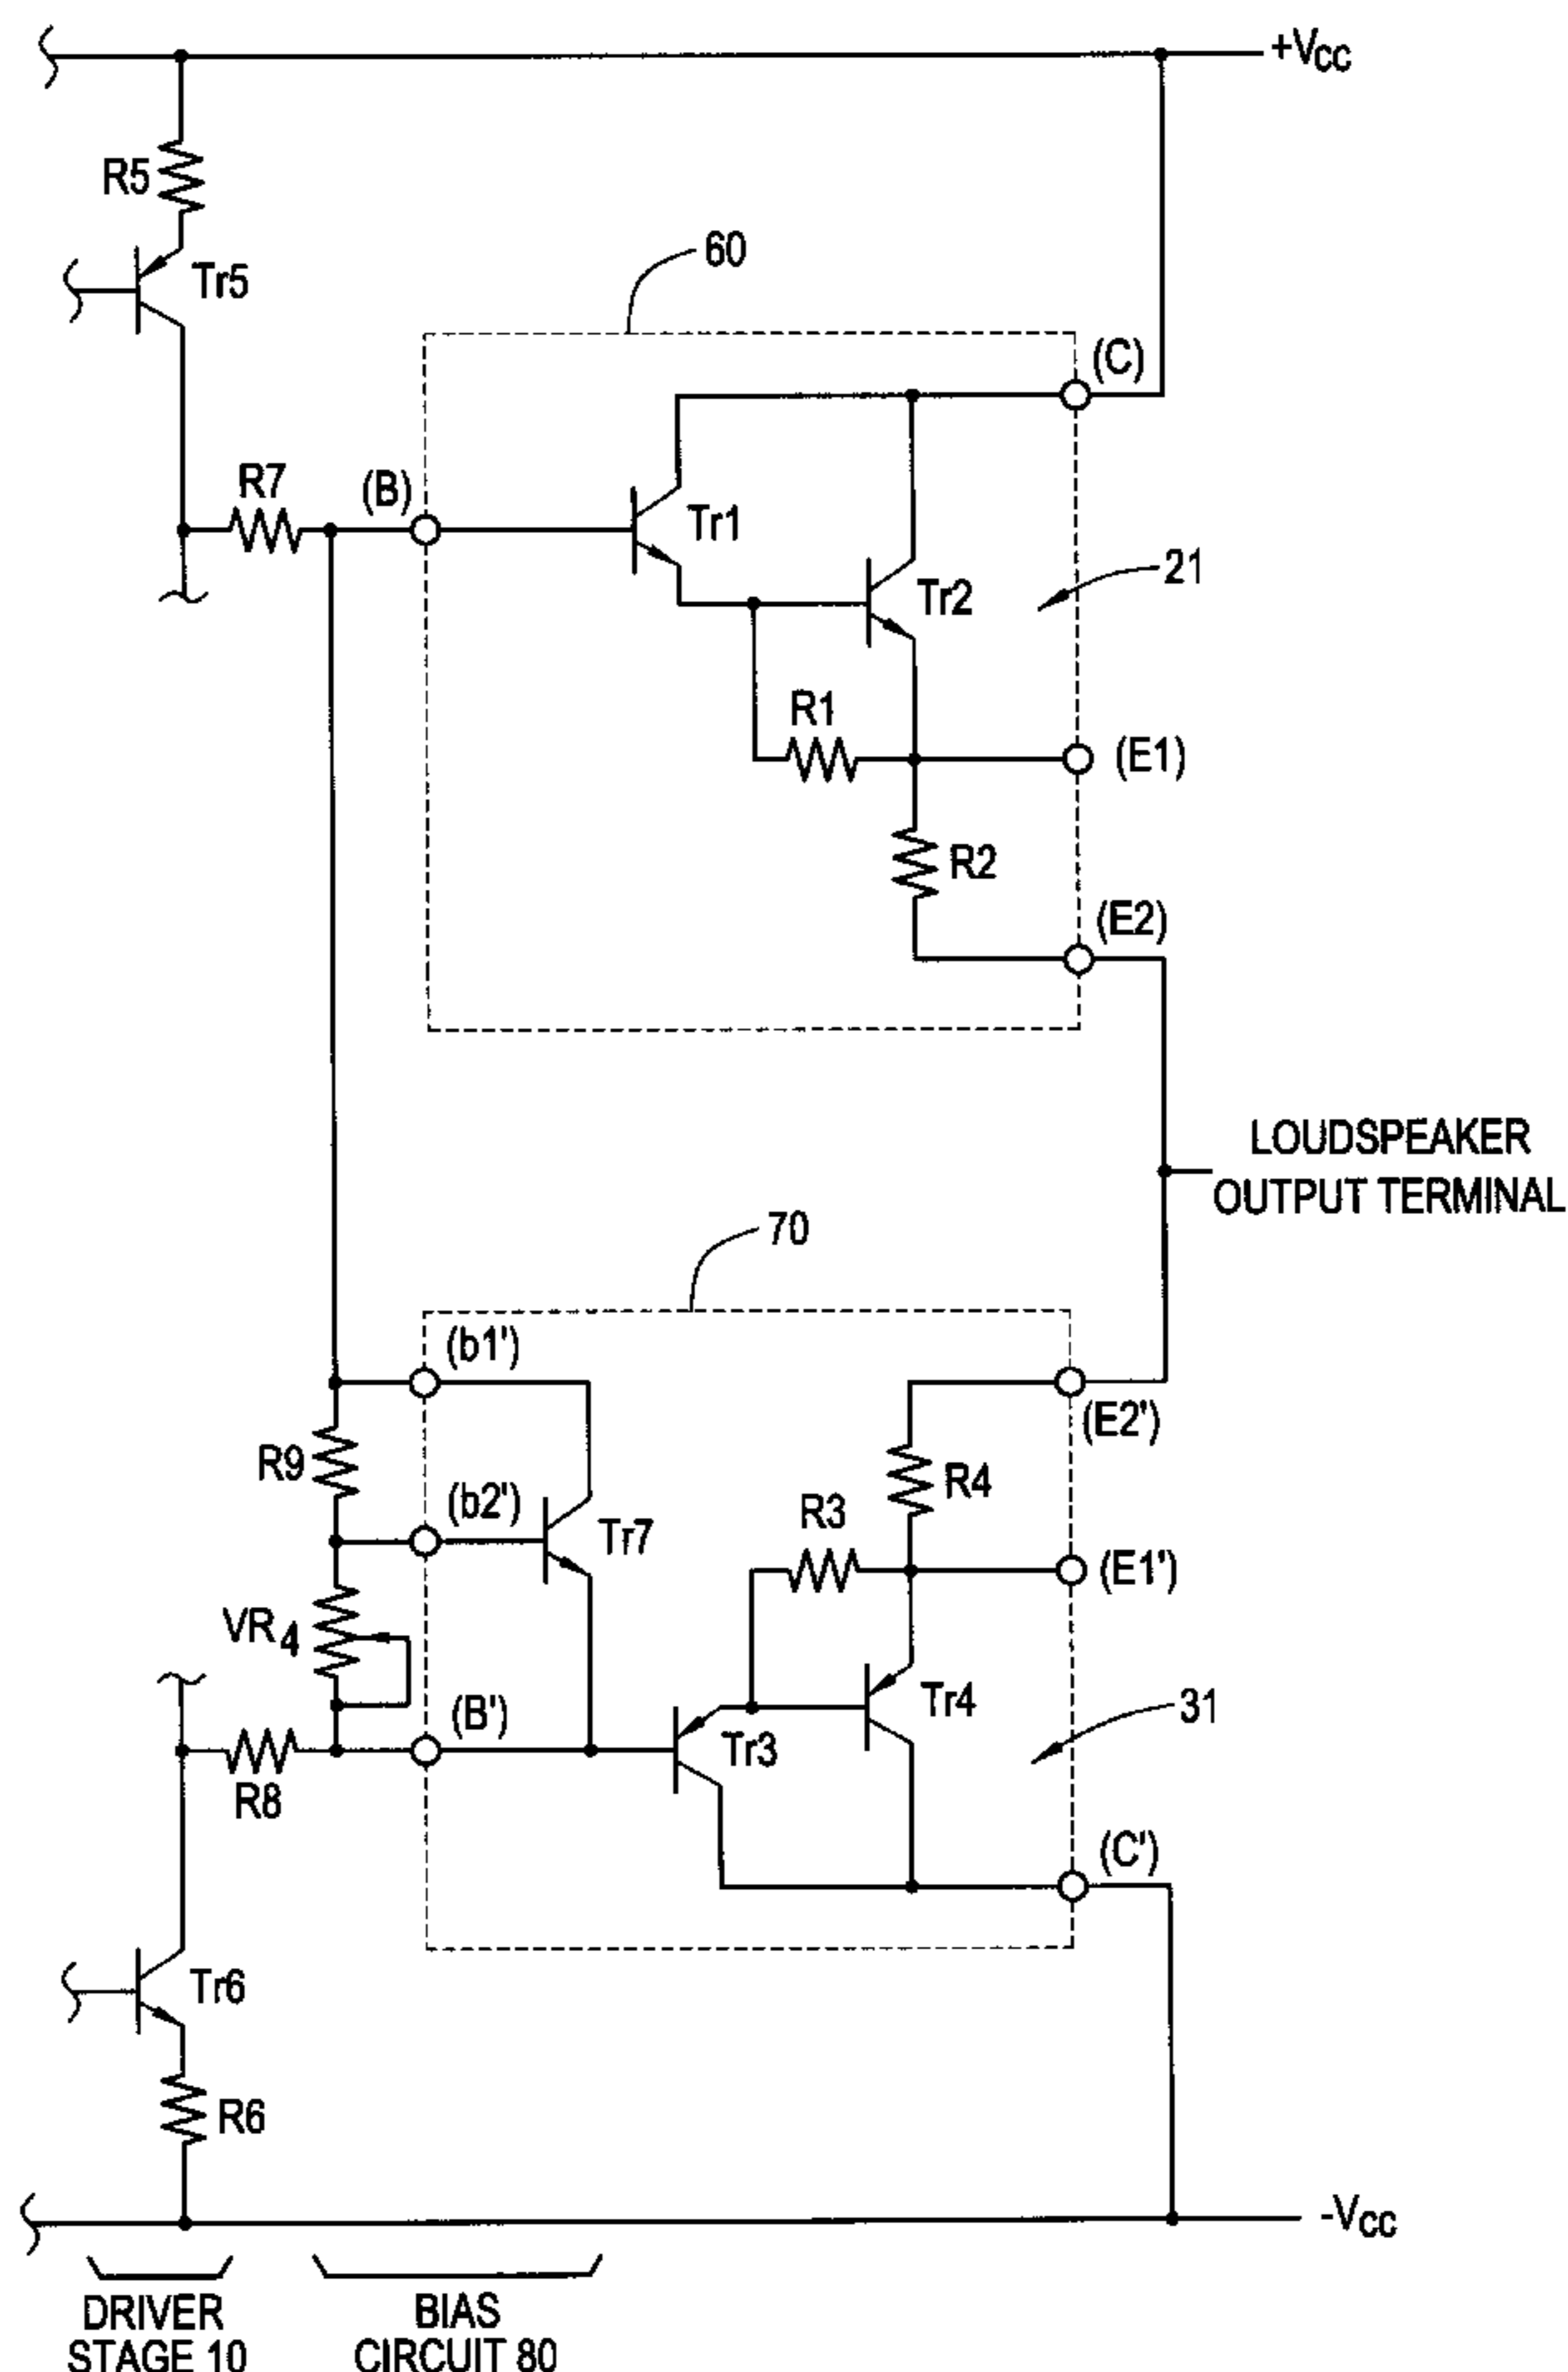 +VCC
R5
Tr5
60
(C)
R7
(B)
Tr1
21
Tr2
R1
(E1)
R2
(E2)
LOUDSPEAKER
OUTPUT TERMINAL
70
(b1')
(E2')
R9
R4
(b2')
R3
Tr7
(E1')
VR4
(B')
Tr4
31
Tr3
R8
(C')
Tr6
R6
-VCC
DRIVER
STAGE 10
BIAS
CIRCUIT 80